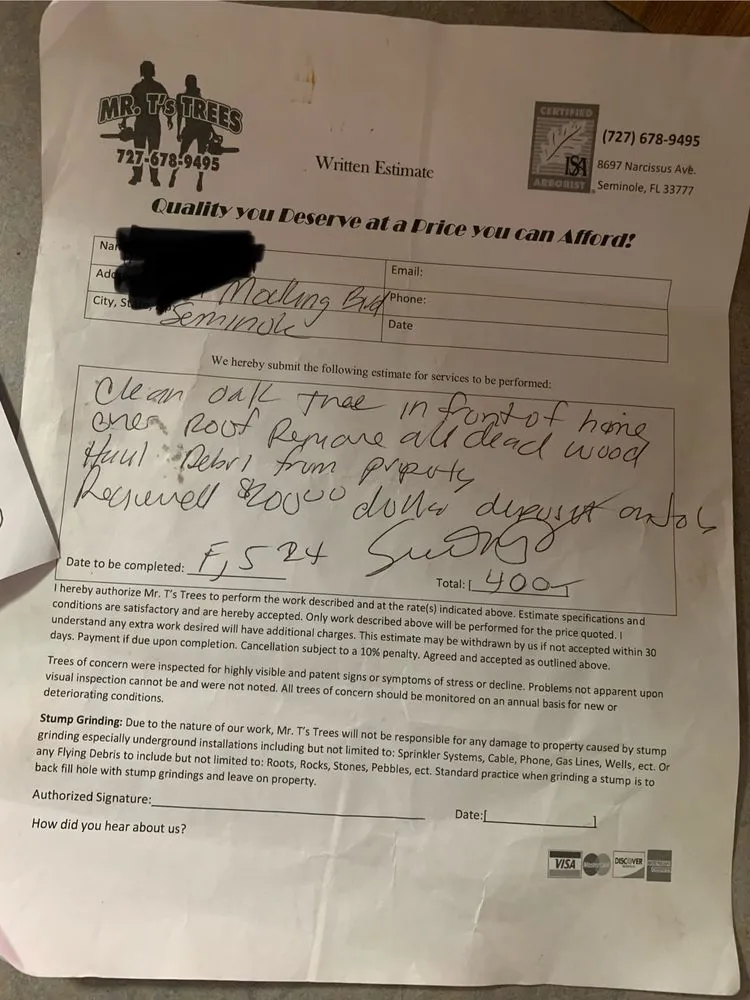 MR. T's TREES
727-678-9495
Written Estimate
CERTIFIED
ISA
ARBORIST
(727) 678-9495
8697 Narcissus Ave.
Seminole, FL 33777
Quality you Deserve at a Price you can Afford!
Email:
Mocking Bird
Phone:
City,
Seminole
Date
We hereby submit the following estimate for services to be performed:
Clean oak tree in front of home
over Roof Remove all dead wood
Haul Debri from property
Recieved $20000 doller deposit on job
Date to be completed: 24
Total: [ 400
I hereby authorize Mr. T's Trees to perform the work described and at the rate(s) indicated above. Estimate specifications and
conditions are satisfactory and are hereby accepted. Only work described above will be performed for the price quoted. I
understand any extra work desired will have additional charges. This estimate may be withdrawn by us if not accepted within 30
days. Payment if due upon completion. Cancellation subject to a 10% penalty. Agreed and accepted as outlined above.
Trees of concern were inspected for highly visible and patent signs or symptoms of stress or decline. Problems not apparent upon
visual inspection cannot be and were not noted. All trees of concern should be monitored on an annual basis for new or
deteriorating conditions.
Stump Grinding: Due to the nature of our work, Mr. T's Trees will not be responsible for any damage to property caused by stump
grinding especially underground installations including but not limited to: Sprinkler Systems, Cable, Phone, Gas Lines, Wells, ect. Or
any Flying Debris to include but not limited to: Roots, Rocks, Stones, Pebbles, ect. Standard practice when grinding a stump is to
back fill hole with stump grindings and leave on property.
Authorized Signature:
Date:[ ]
How did you hear about us?
VISA
DISCOVER